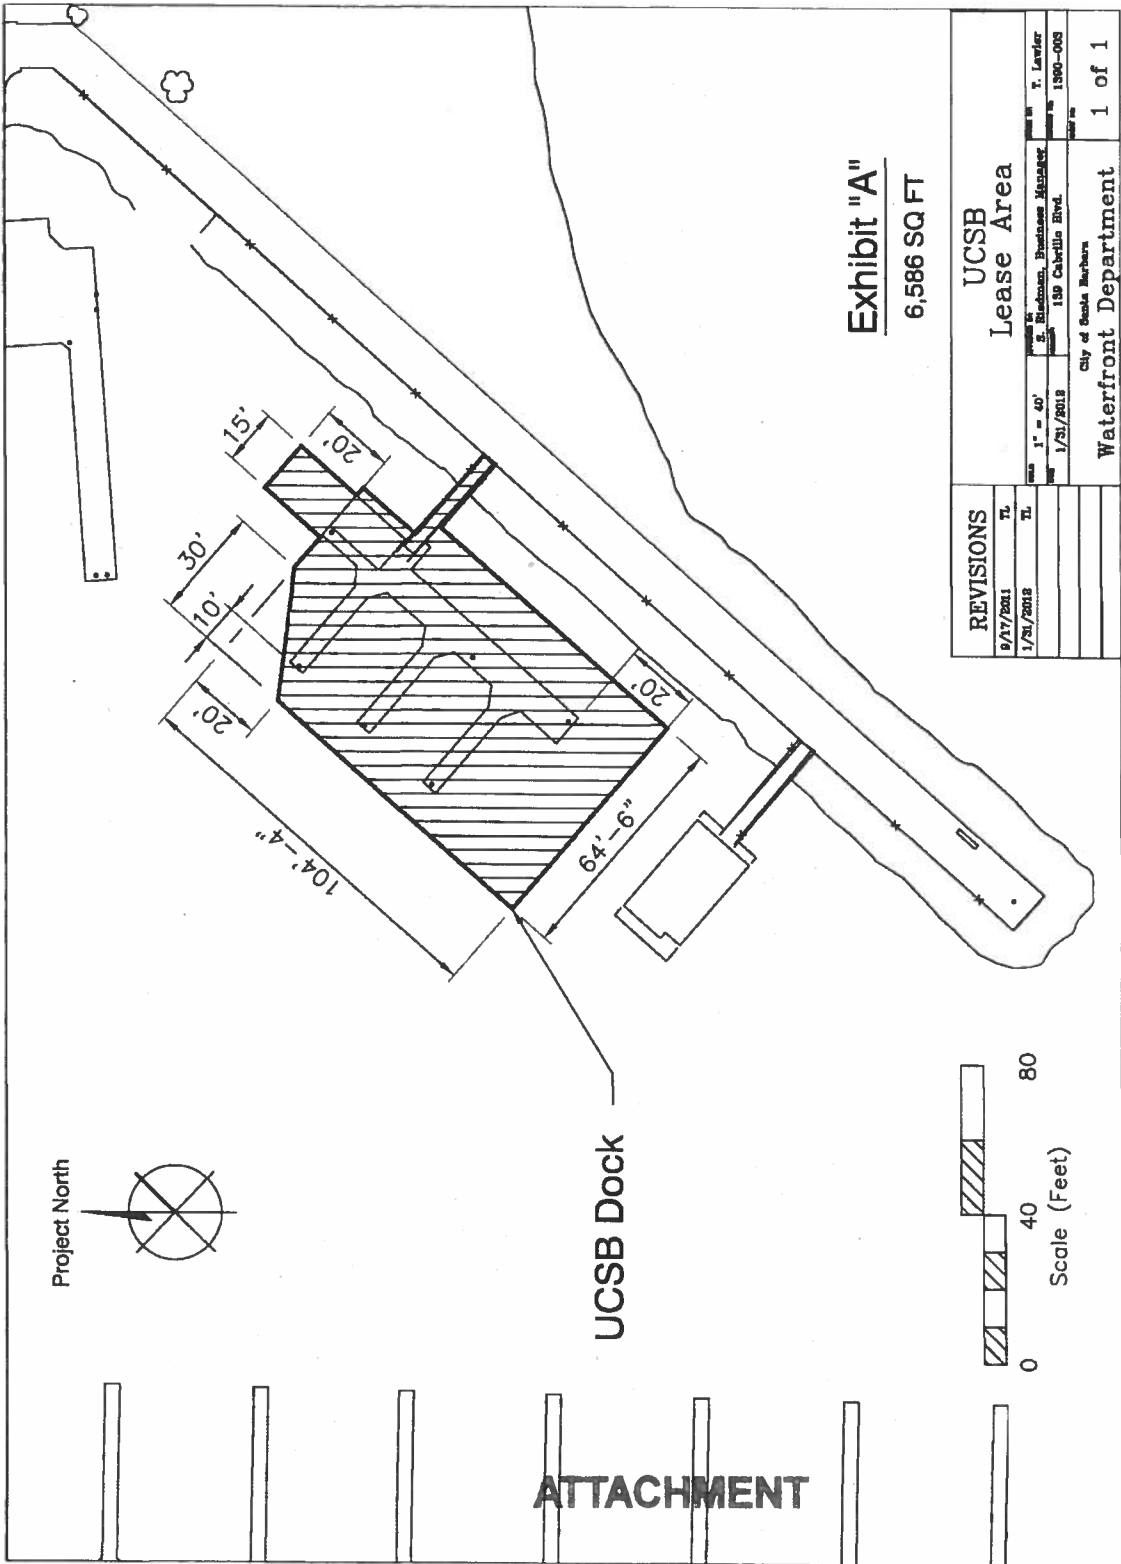 Project North
UCSB Dock
15'
20'
30'
10'
20'
104'-4"
20'
64'-6"
Exhibit "A"
6,586 SQ FT
0 40 80
Scale (Feet)
REVISIONS
9/17/2011 TL
1/31/2012 TL
UCSB
Lease Area
1" = 40'
S. Riedman, Business Manager
T. Lawler
1/31/2012
132 Cabrillo Blvd.
1390-003
City of Santa Barbara
Waterfront Department
1 of 1
ATTACHMENT